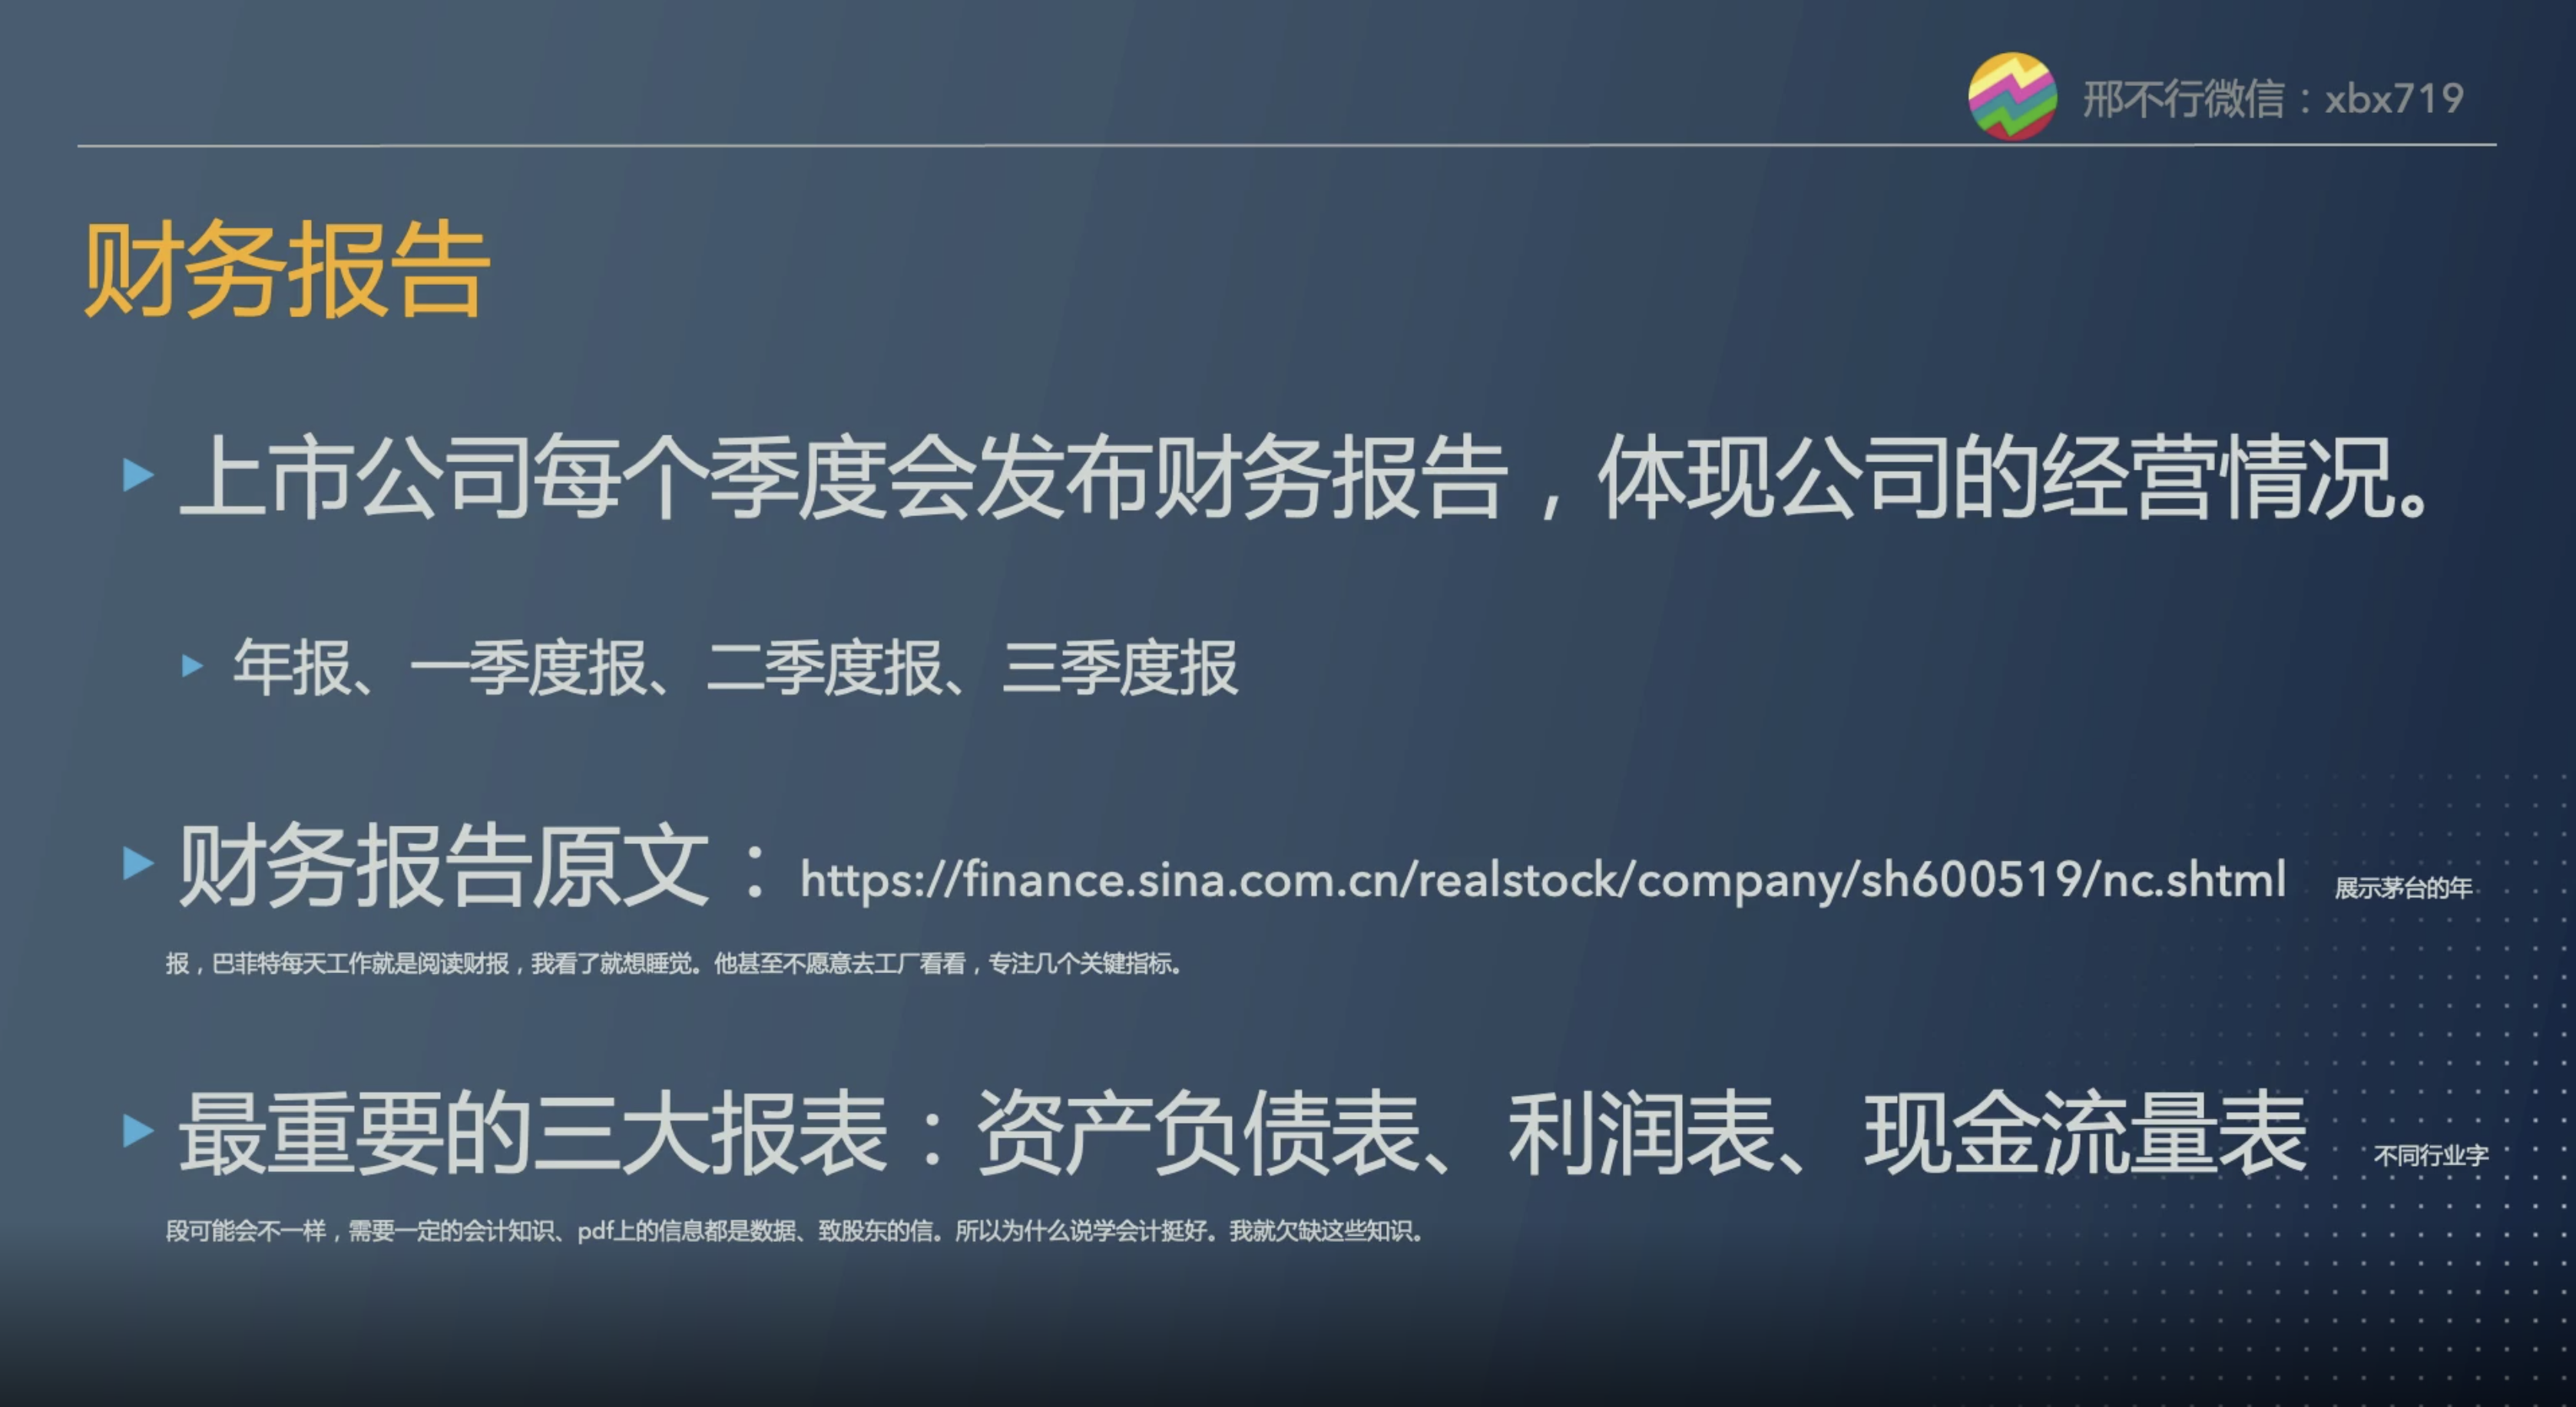 邢不行微信：xbx719
财务报告
上市公司每个季度会发布财务报告，体现公司的经营情况。
年报、一季度报、二季度报、三季度报
财务报告原文：https://finance.sina.com.cn/realstock/company/sh600519/nc.shtml 展示茅台的年
报，巴菲特每天工作就是阅读财报，我看了就想睡觉。他甚至不愿意去工厂看看，专注几个关键指标。
最重要的三大报表：资产负债表、利润表、现金流量表 不同行业字
段可能会不一样，需要一定的会计知识、pdf上的信息都是数据、致股东的信。所以为什么说学会计挺好。我就欠缺这些知识。